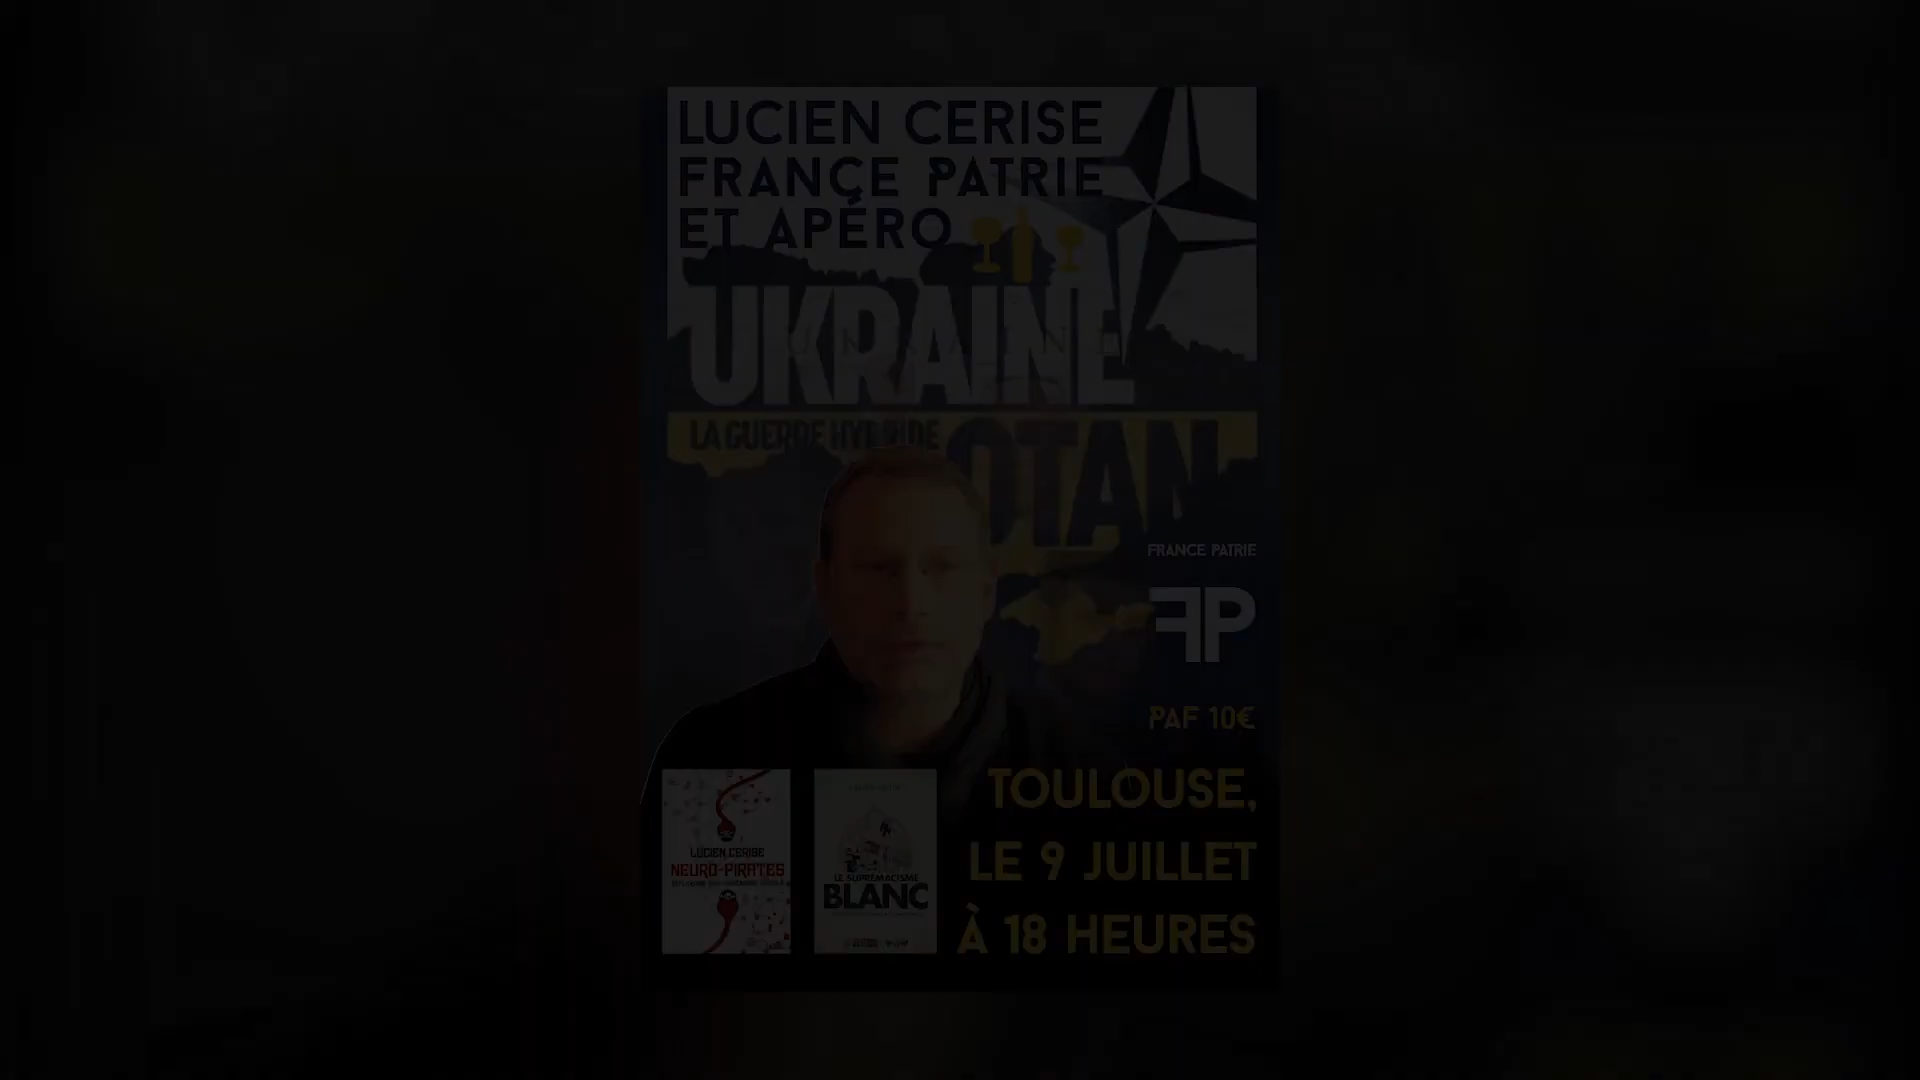 LUCIEN CERISE
FRANÇE PATRIE
ET APÉRO
UKRAINE
LA GUERRE HYBRIDE
OTAN
FRANCE PATRIE
FP
PAF 10€
TOULOUSE,
LE 9 JUILLET
À 18 HEURES
LUCIEN CERISE
NEURO-PIRATES
LE SUPRÉMACISME
BLANC